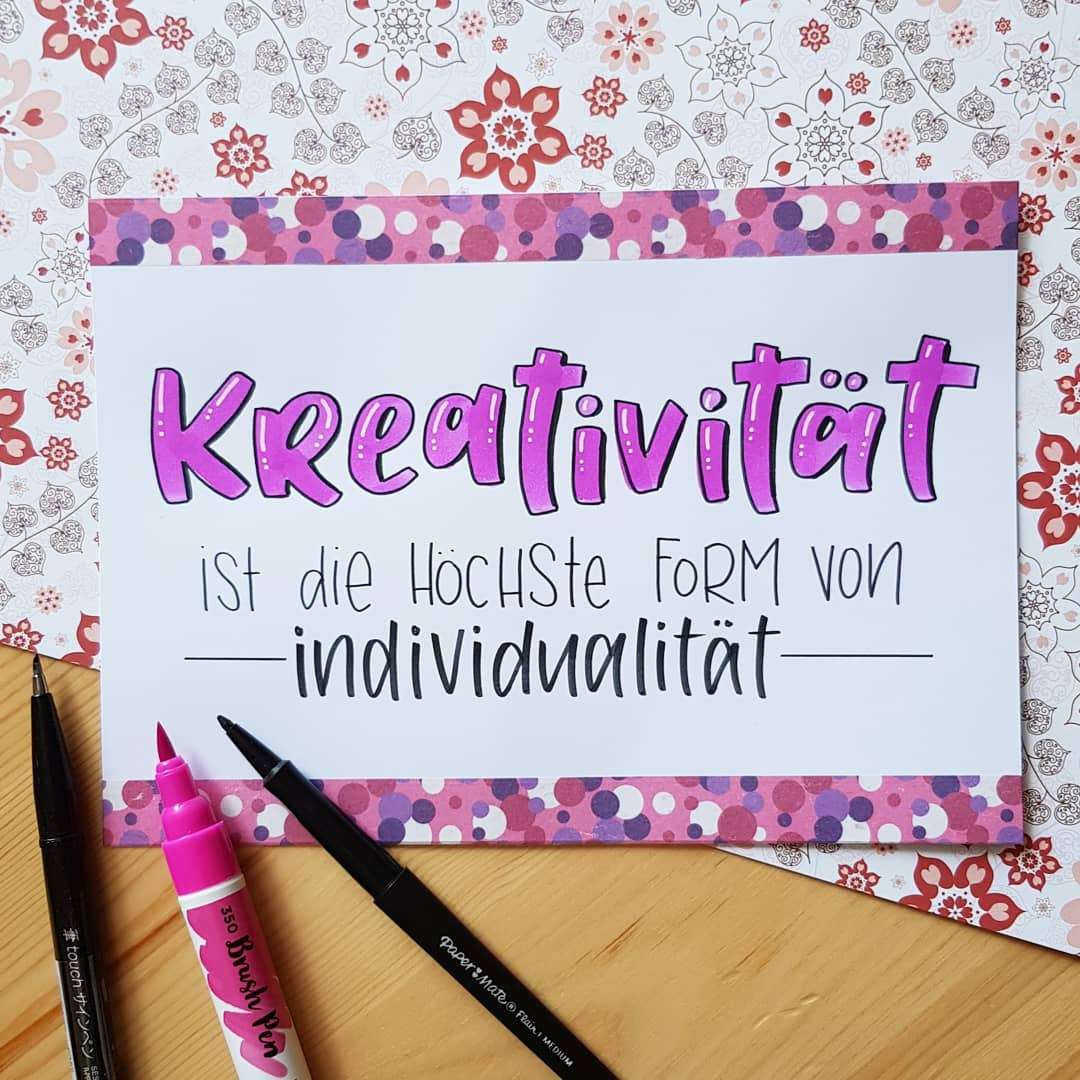 Kreativität
ist die Höchste Form von
individualität
touch サインペン
350 Brush Pen
Paper Mate ® Flair MEDIUM